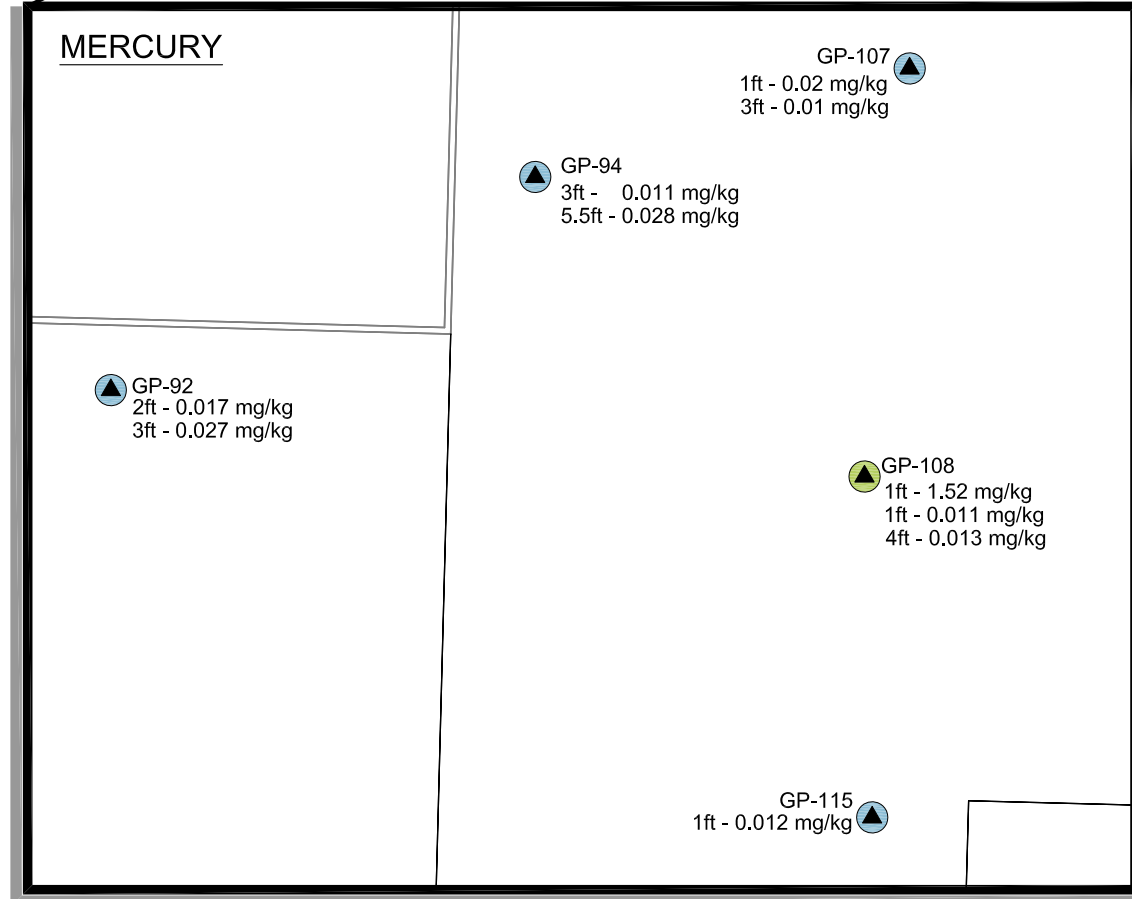 MERCURY
GP-107
1ft - 0.02 mg/kg
3ft - 0.01 mg/kg
GP-94
3ft - 0.011 mg/kg
5.5ft - 0.028 mg/kg
GP-92
2ft - 0.017 mg/kg
3ft - 0.027 mg/kg
GP-108
1ft - 1.52 mg/kg
1ft - 0.011 mg/kg
4ft - 0.013 mg/kg
GP-115
1ft - 0.012 mg/kg